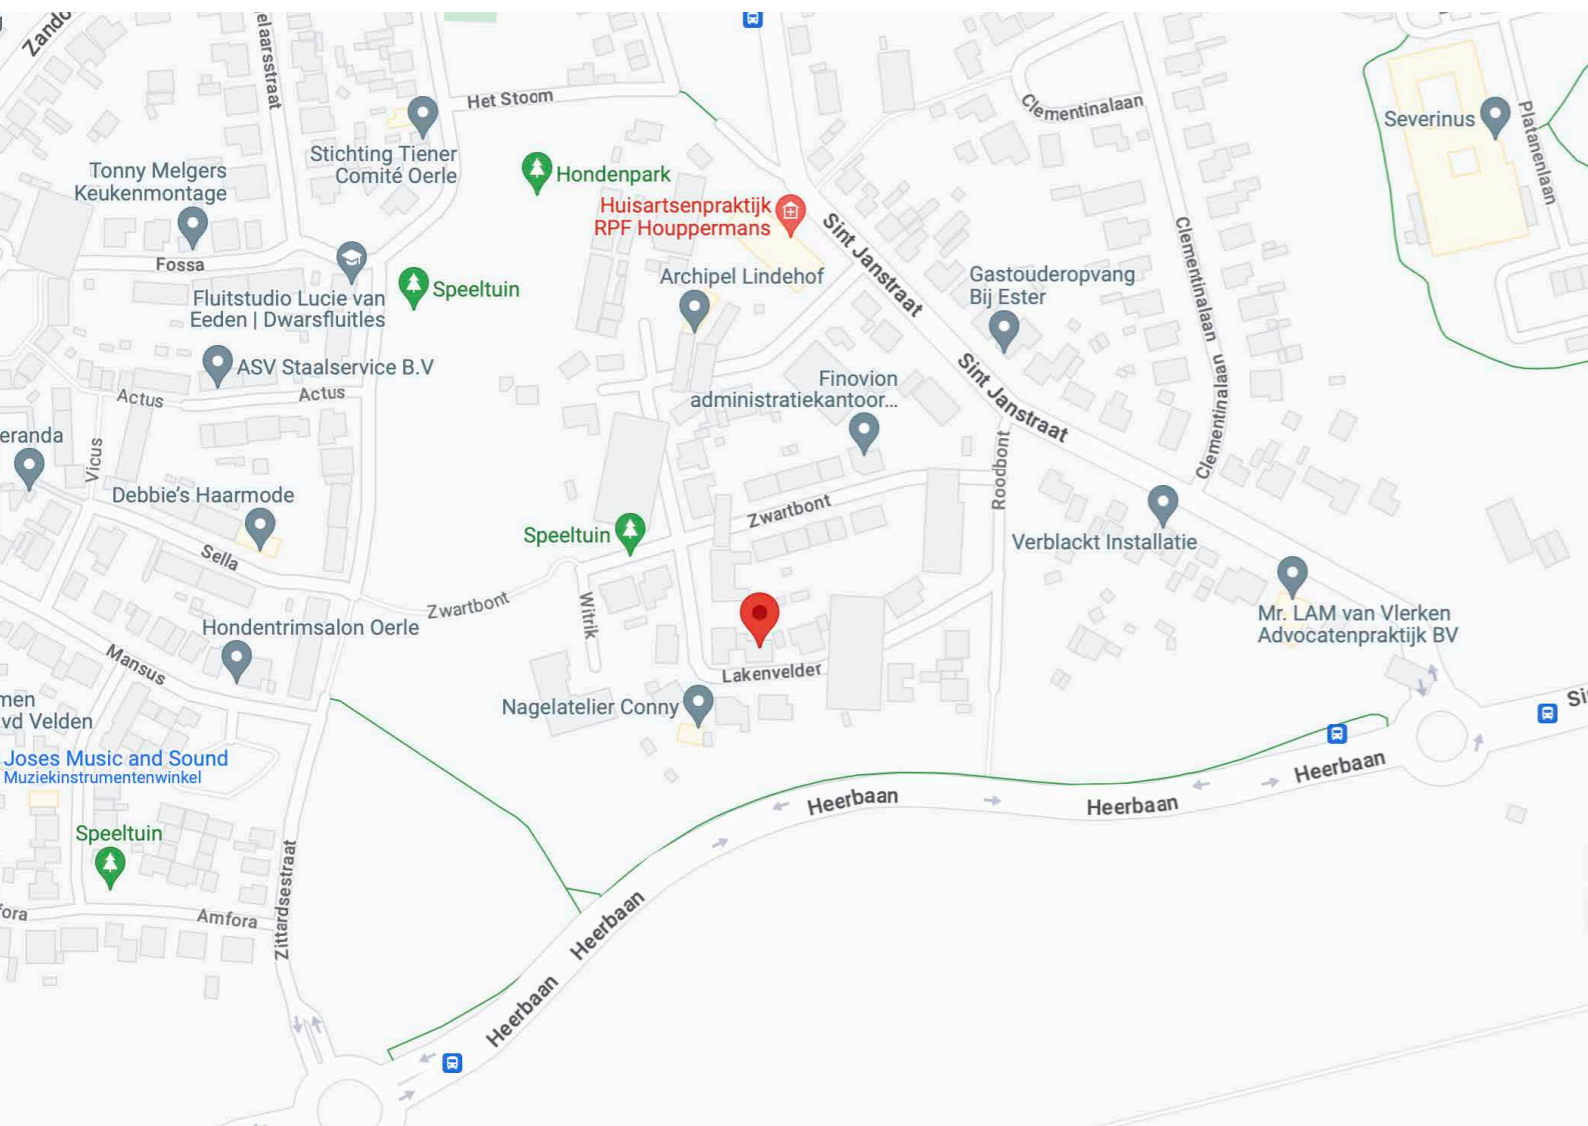 Zando
elaarsstraat
Het Stoom
Clementinalaan
Severinus
Platanenlaan
Stichting Tiener
Comité Oerle
Tonny Melgers
Keukenmontage
Hondenpark
Huisartsenpraktijk
RPF Houppermans
Sint Janstraat
Clementinalaan
Fossa
Archipel Lindehof
Gastouderopvang
Bij Ester
Speeltuin
Fluitstudio Lucie van
Eeden | Dwarsfluitles
ASV Staalservice B.V
Actus
Actus
Finovion
administratiekantoor...
Sint Janstraat
Clementinalaan
eranda
Vicus
Roodbont
Debbie's Haarmode
Zwartbont
Speeltuin
Verblackt Installatie
Sella
Zwartbont
Witrik
Mr. LAM van Vlerken
Advocatenpraktijk BV
Hondentrimsalon Oerle
Mansus
Lakenvelder
Nagelatelier Conny
men
vd Velden
Si
Joses Music and Sound
Muziekinstrumentenwinkel
Heerbaan
Heerbaan
Heerbaan
Speeltuin
Zittardsestraat
fora
Amfora
Heerbaan
Heerbaan